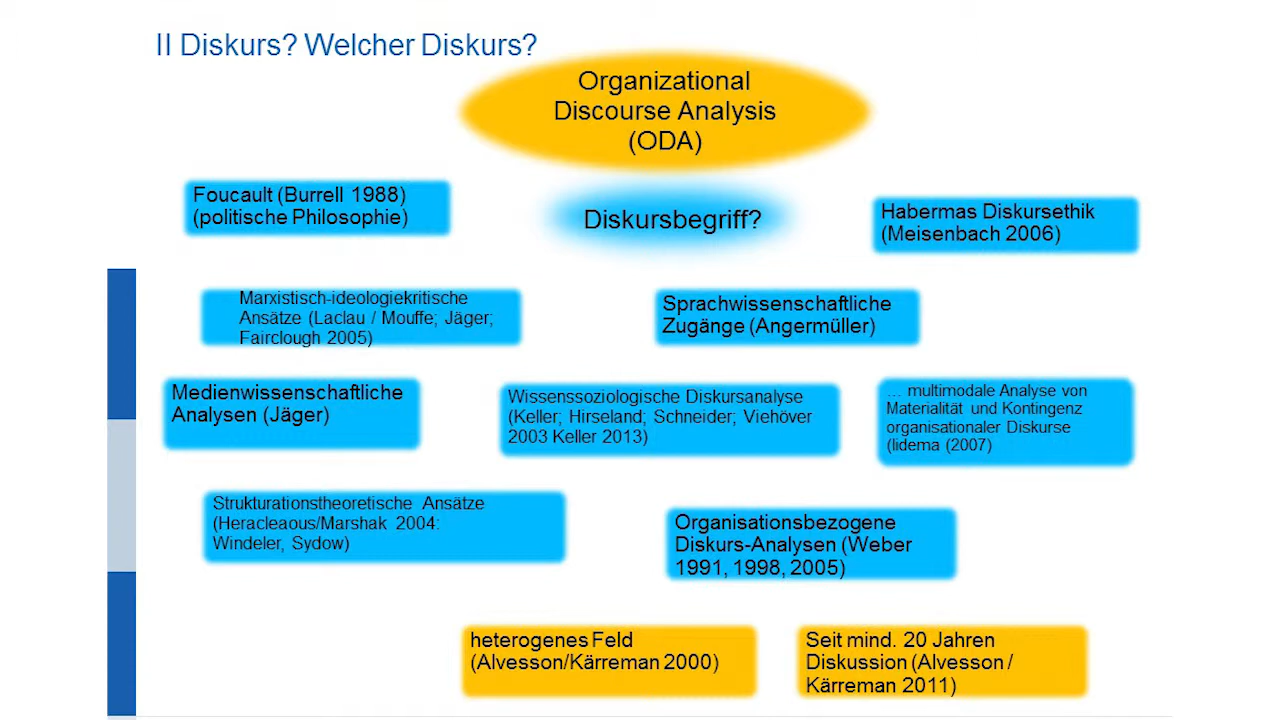 II Diskurs? Welcher Diskurs?
Organizational
Discourse Analysis
(ODA)
Foucault (Burrell 1988)
(politische Philosophie)
Diskursbegriff?
Habermas Diskursethik
(Meisenbach 2006)
Marxistisch-ideologiekritische
Ansätze (Laclau / Mouffe; Jäger;
Fairclough 2005)
Sprachwissenschaftliche
Zugänge (Angermüller)
Medienwissenschaftliche
Analysen (Jäger)
Wissenssoziologische Diskursanalyse
(Keller; Hirseland; Schneider; Viehöver
2003 Keller 2013)
... multimodale Analyse von
Materialität und Kontingenz
organisationaler Diskurse
(Iidema (2007)
Strukturationstheoretische Ansätze
(Heracleaous/Marshak 2004:
Windeler, Sydow)
Organisationsbezogene
Diskurs-Analysen (Weber
1991, 1998, 2005)
heterogenes Feld
(Alvesson/Kärreman 2000)
Seit mind. 20 Jahren
Diskussion (Alvesson /
Kärreman 2011)